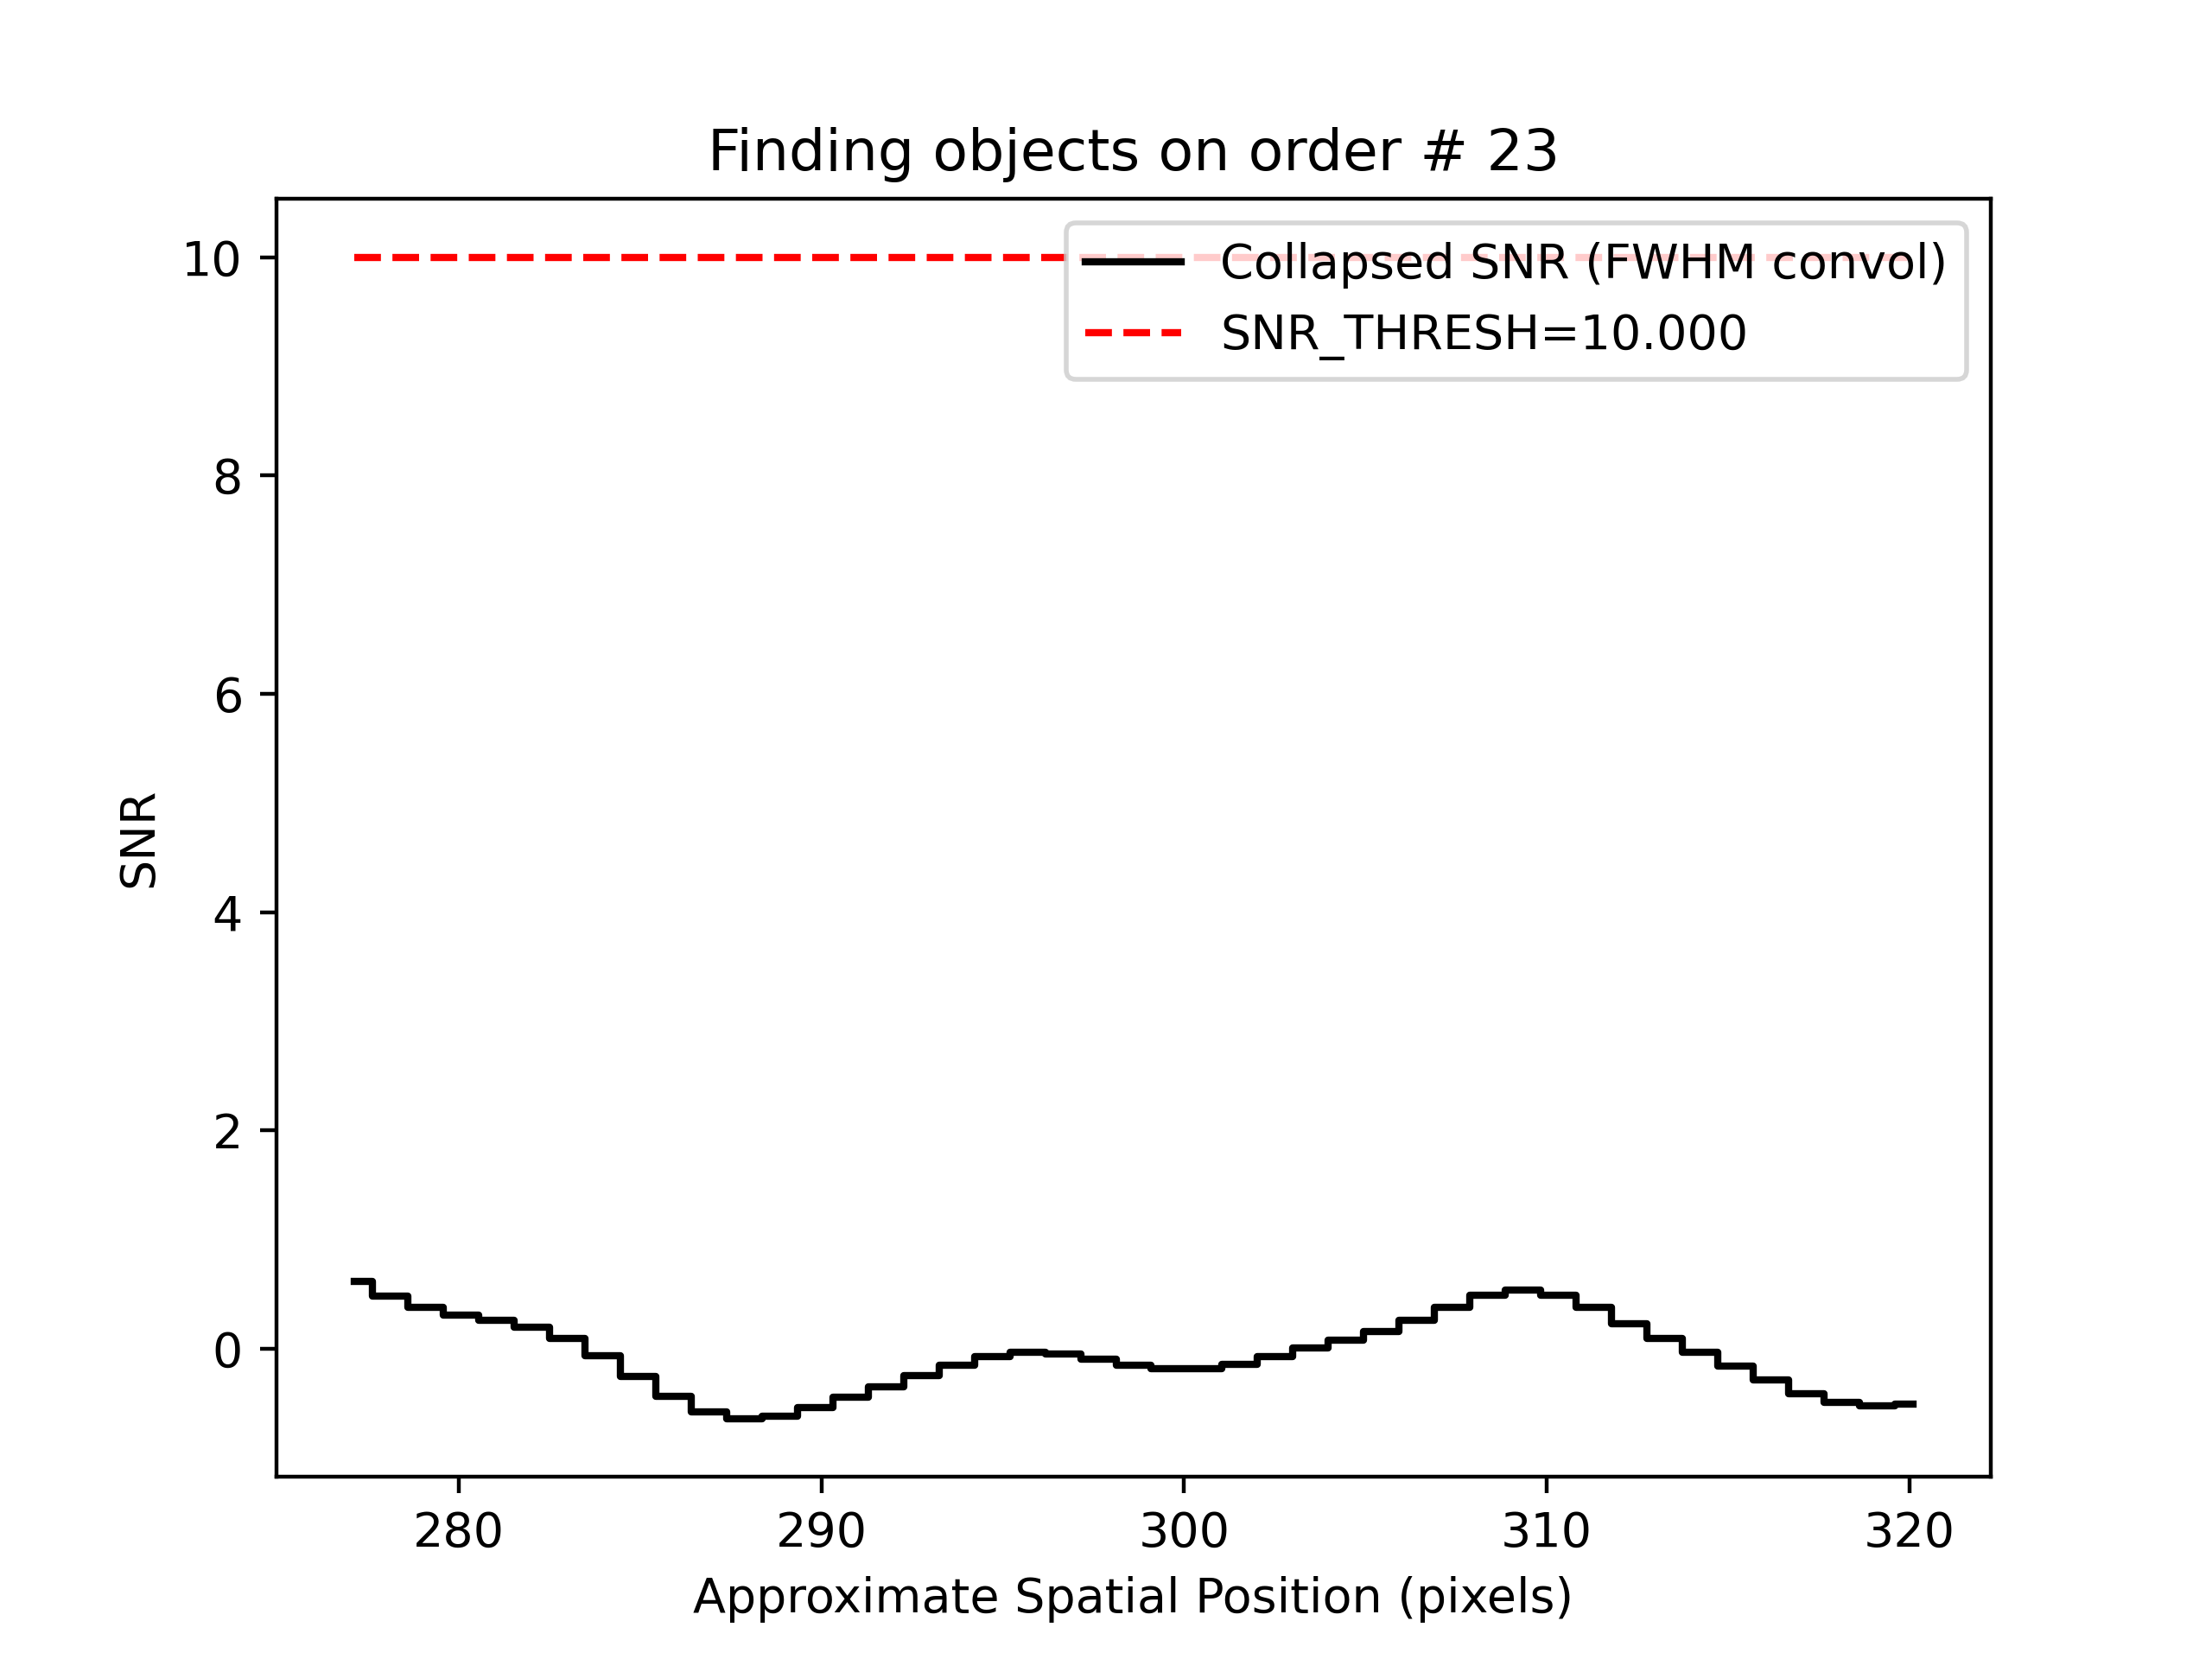 Finding objects on order # 23
Collapsed SNR (FWHM convol)
SNR_THRESH=10.000
10
8
6
4
2
0
SNR
280 290 300 310 320
Approximate Spatial Position (pixels)